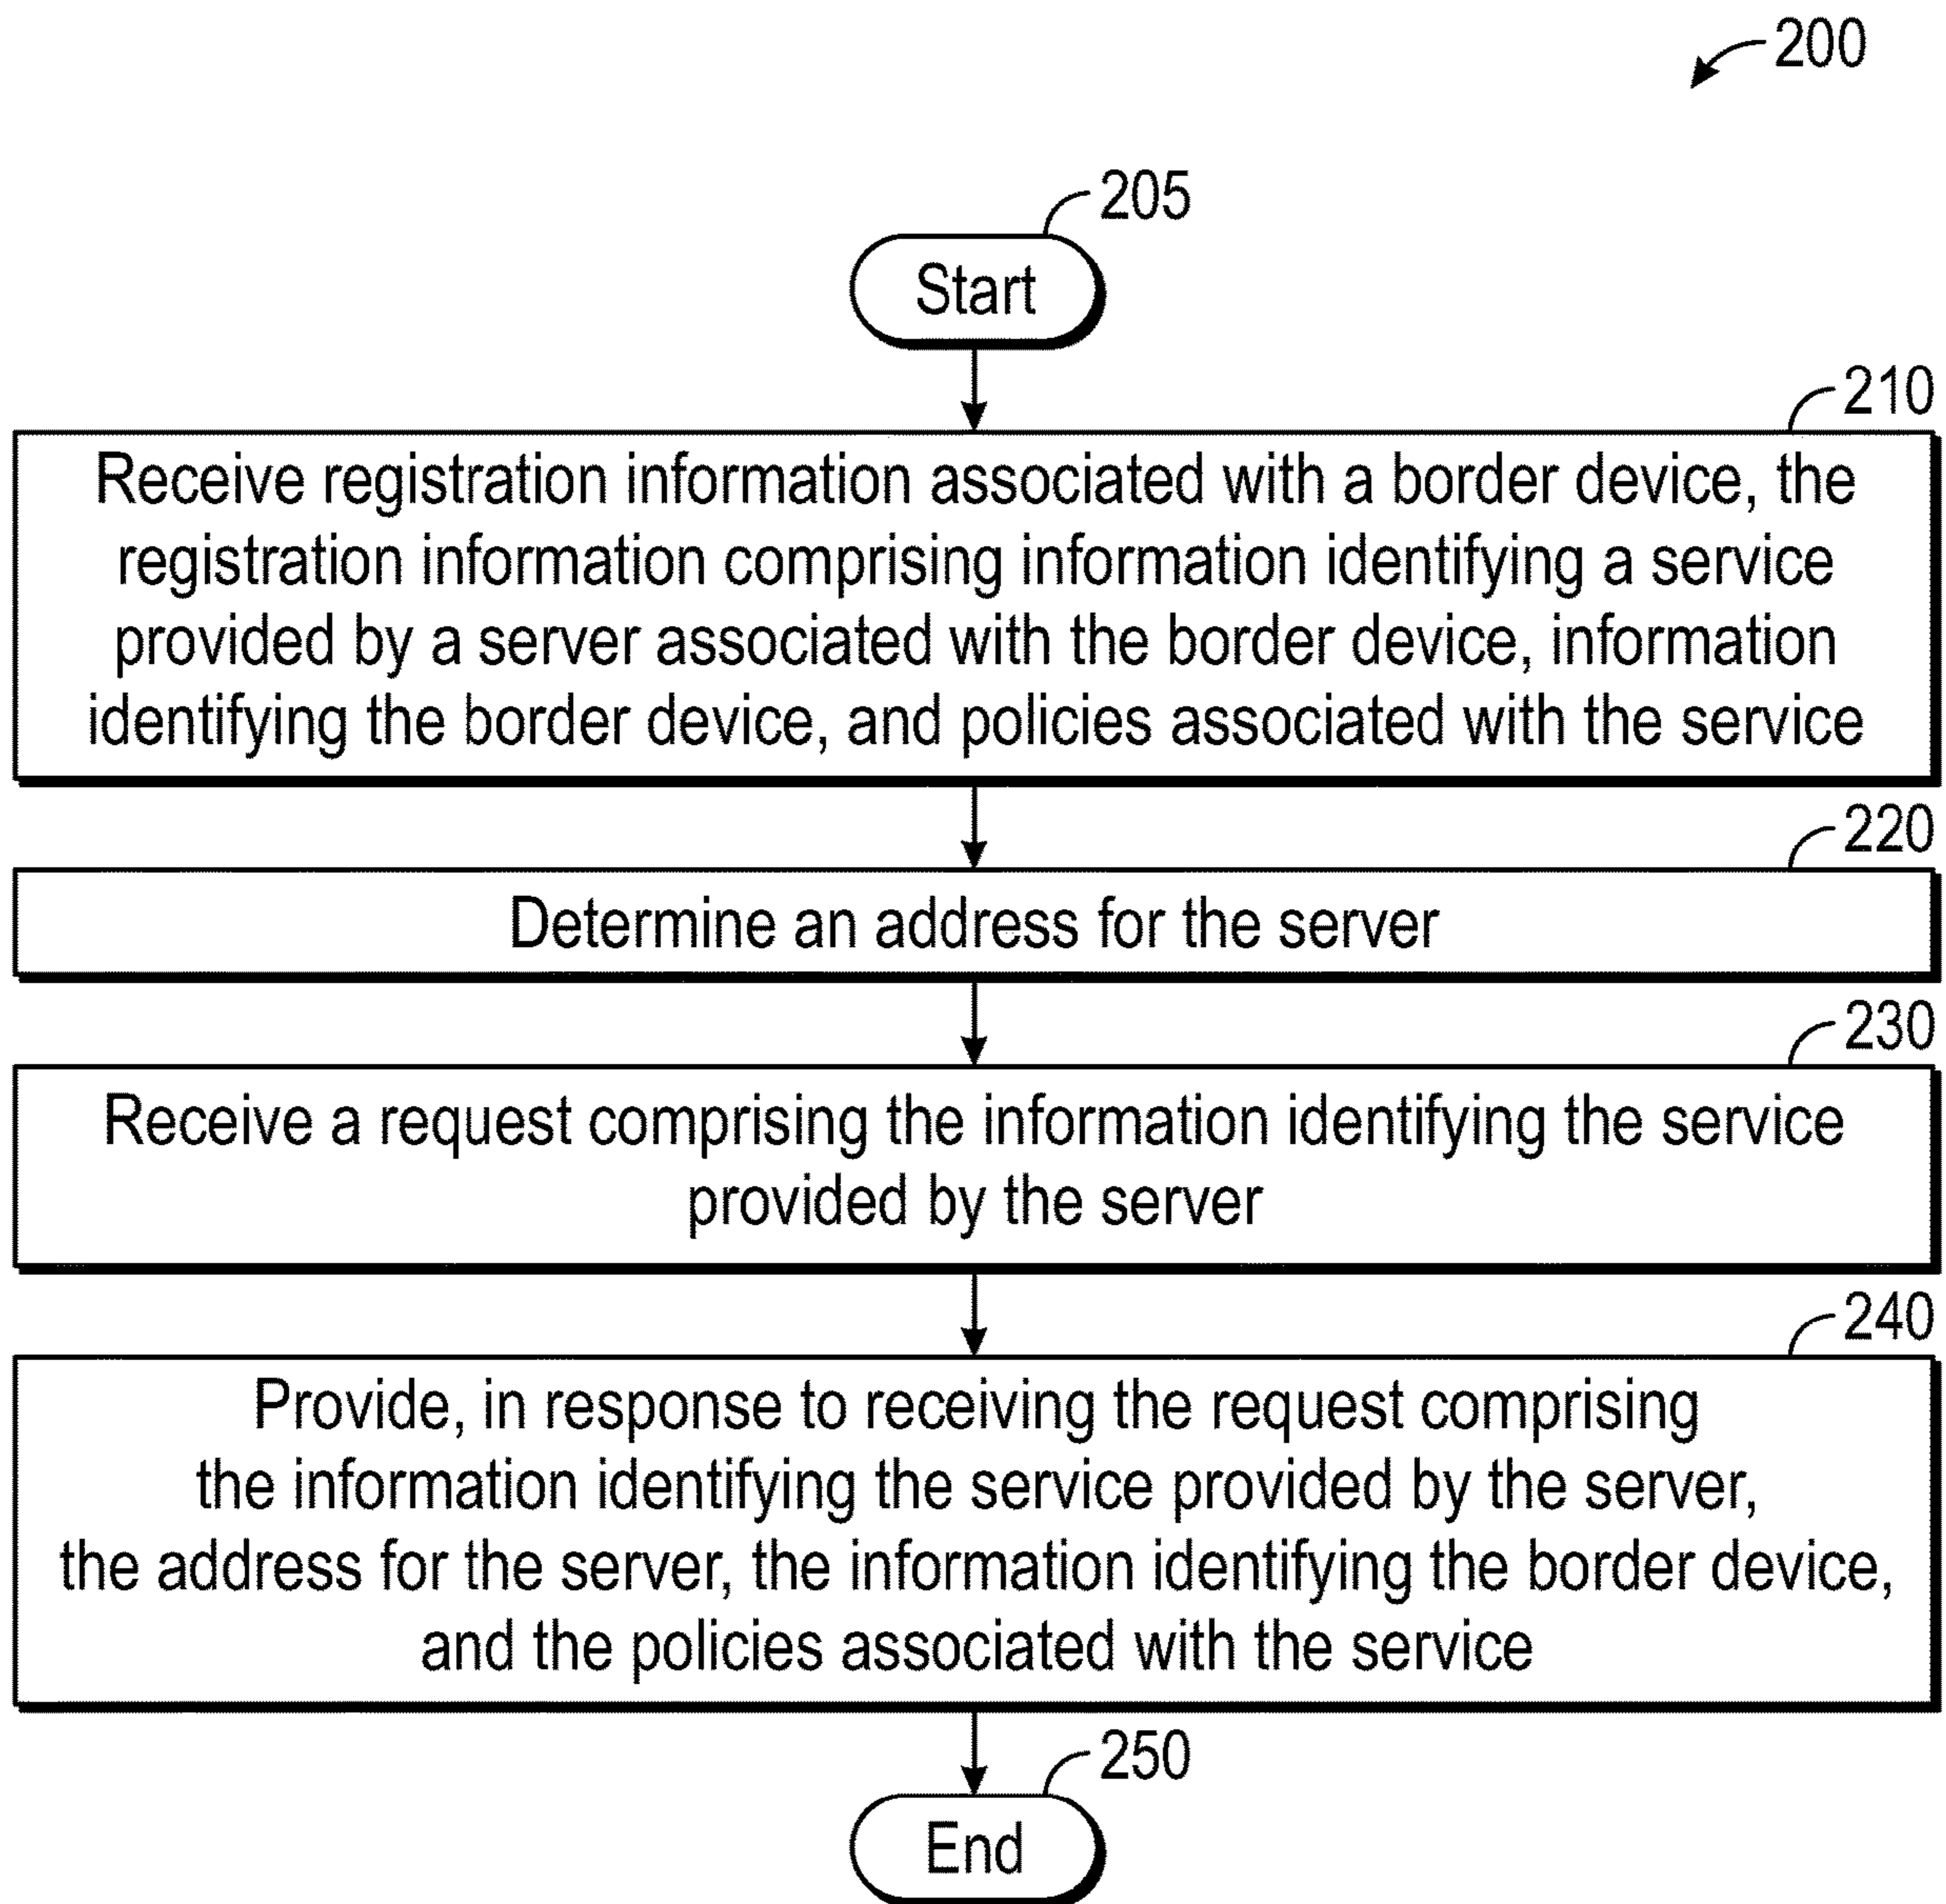 200
205
Start
210
Receive registration information associated with a border device, the
registration information comprising information identifying a service
provided by a server associated with the border device, information
identifying the border device, and policies associated with the service
220
Determine an address for the server
230
Receive a request comprising the information identifying the service
provided by the server
240
Provide, in response to receiving the request comprising
the information identifying the service provided by the server,
the address for the server, the information identifying the border device,
and the policies associated with the service
250
End